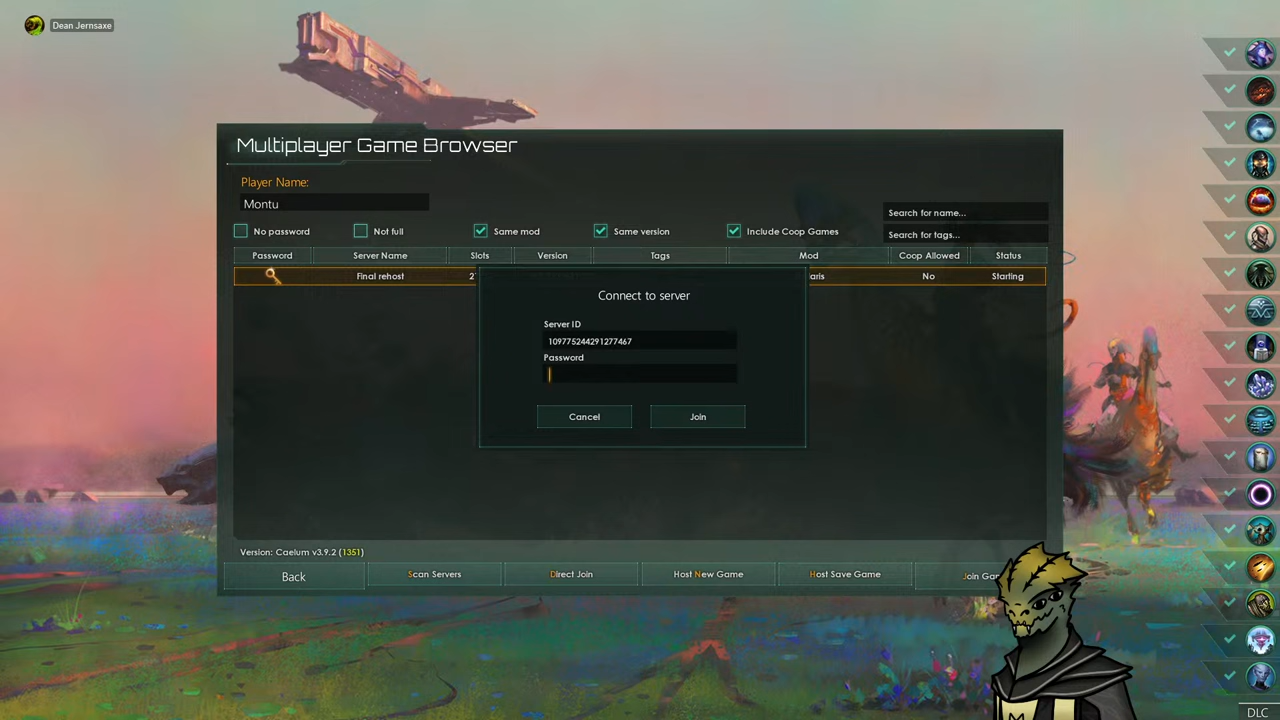 Dean Jernsaxe
Multiplayer Game Browser
Player Name:
Montu
Search for name...
No password Not full Same mod Same version Include Coop Games
Search for tags...
Password Server Name Slots Version Tags Mod Coop Allowed Status
Final rehost No Starting
Connect to server
Server ID
109775244291277467
Password
Cancel Join
Version: Caelum v3.9.2 (1351)
Back Scan Servers Direct Join Host New Game Host Save Game Join
DLC